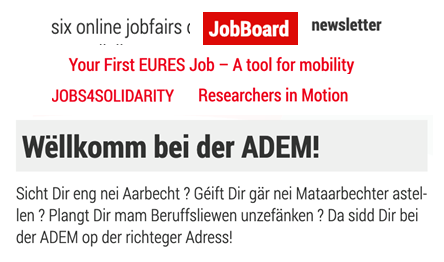 six online jobfairs
JobBoard
newsletter
Your First EURES Job – A tool for mobility
JOBS4SOLIDARITY
Researchers in Motion
Wëllkomm bei der ADEM!
Sicht Dir eng nei Aarbecht ? Géift Dir gär nei Mataarbechter astel-
len ? Plangt Dir mam Beruffsliewen unzefänken ? Da sidd Dir bei
der ADEM op der richteger Adress!